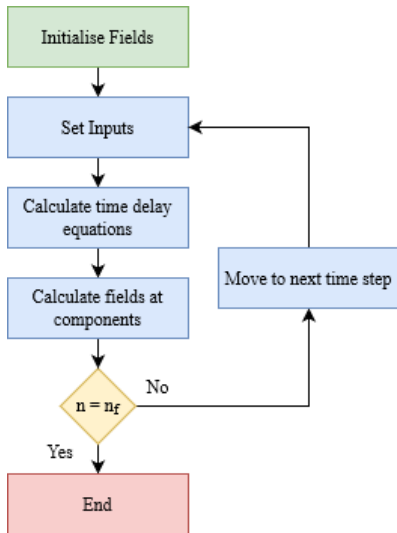 Initialise Fields
Set Inputs
Calculate time delay
equations
Move to next time step
Calculate fields at
components
No
n = nf
Yes
End